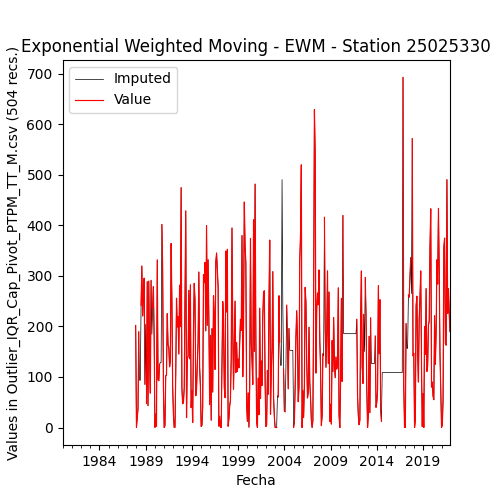 Exponential Weighted Moving - EWM - Station 25025330
Imputed
Value
Values in Outlier_IQR_Cap_Pivot_PTPM_TT_M.csv (504 recs.)
700
600
500
400
300
200
100
0
1984 1989 1994 1999 2004 2009 2014 2019
Fecha